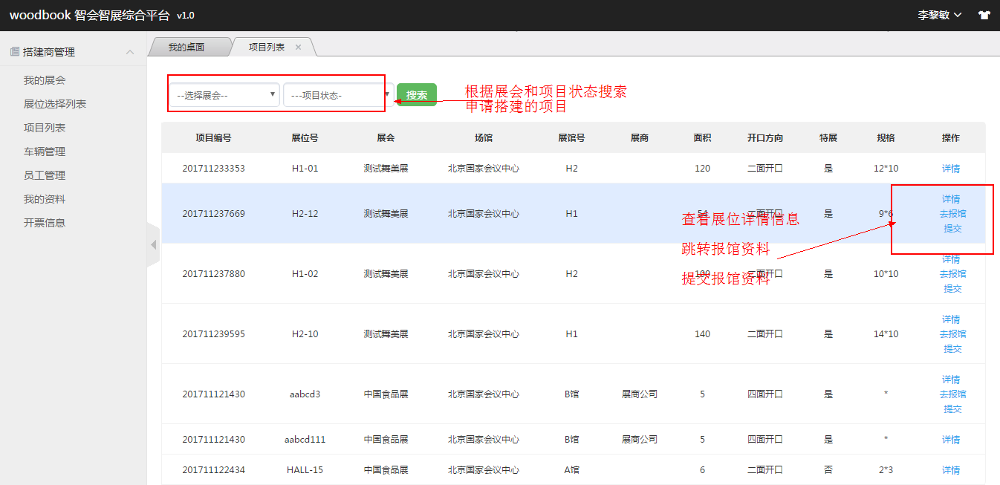 woodbook 智会智展综合平台 v1.0
李黎敏
搭建商管理
我的展会
展位选择列表
项目列表
车辆管理
员工管理
我的资料
开票信息
我的桌面
项目列表
--选择展会--
---项目状态-
搜索
根据展会和项目状态搜索
申请搭建的项目
项目编号 展位号 展会 场馆 展馆号 展商 面积 开口方向 特展 规格 操作
201711233353 H1-01 测试舞美展 北京国家会议中心 H2 120 二面开口 是 12*10 详情
201711237669 H2-12 测试舞美展 北京国家会议中心 H1 54 二面开口 是 9*6 详情
去报馆
提交
查看展位详情信息
跳转报馆资料
提交报馆资料
201711237880 H1-02 测试舞美展 北京国家会议中心 H2 100 二面开口 是 10*10 详情
去报馆
提交
201711239595 H2-10 测试舞美展 北京国家会议中心 H1 140 二面开口 是 14*10 详情
去报馆
提交
201711121430 aabcd3 中国食品展 北京国家会议中心 B馆 展商公司 5 四面开口 是 * 详情
去报馆
提交
201711121430 aabcd111 中国食品展 北京国家会议中心 B馆 展商公司 5 四面开口 是 * 详情
201711122434 HALL-15 中国食品展 北京国家会议中心 A馆 6 二面开口 否 2*3 详情